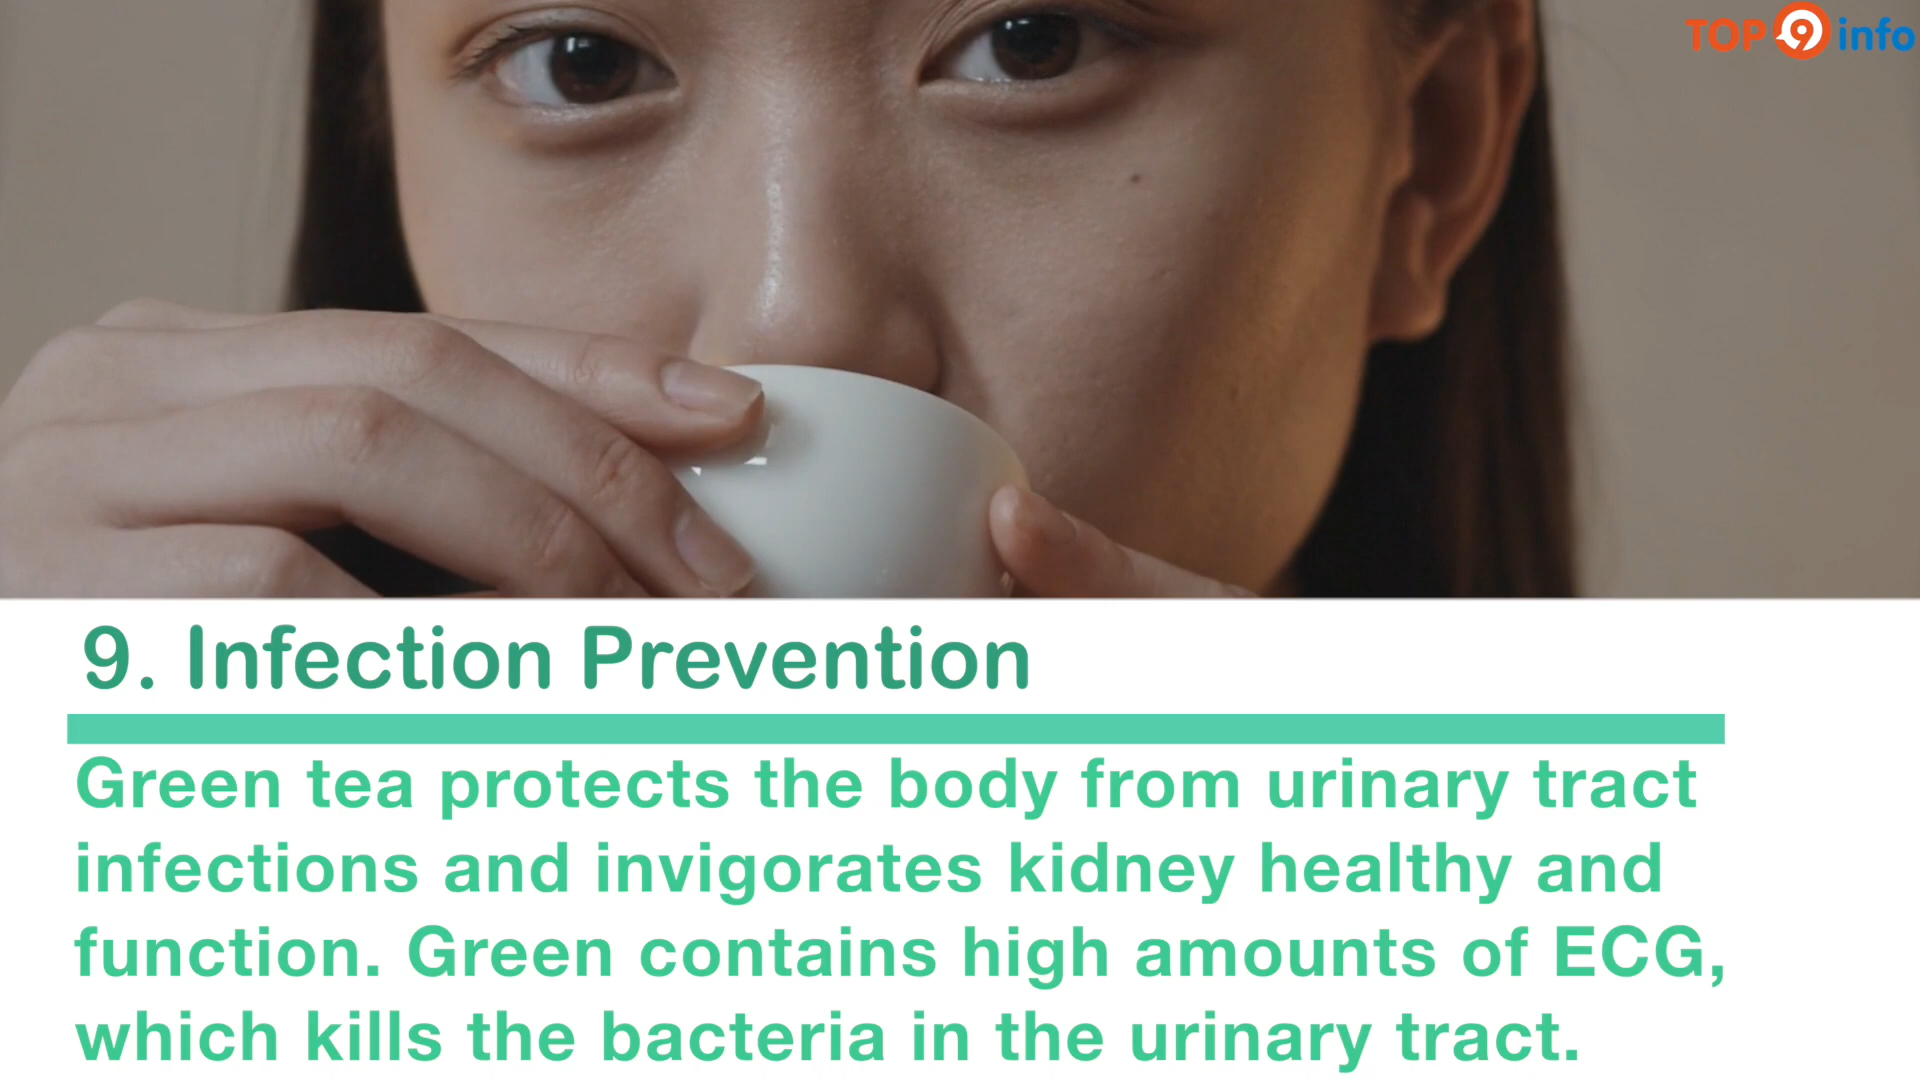 TOP 9 info
9. Infection Prevention
Green tea protects the body from urinary tract
infections and invigorates kidney healthy and
function. Green contains high amounts of ECG,
which kills the bacteria in the urinary tract.